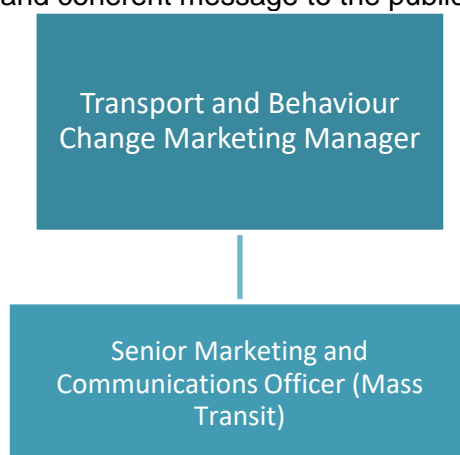 and coherent message to the public
Transport and Behaviour
Change Marketing Manager
Senior Marketing and
Communications Officer (Mass
Transit)